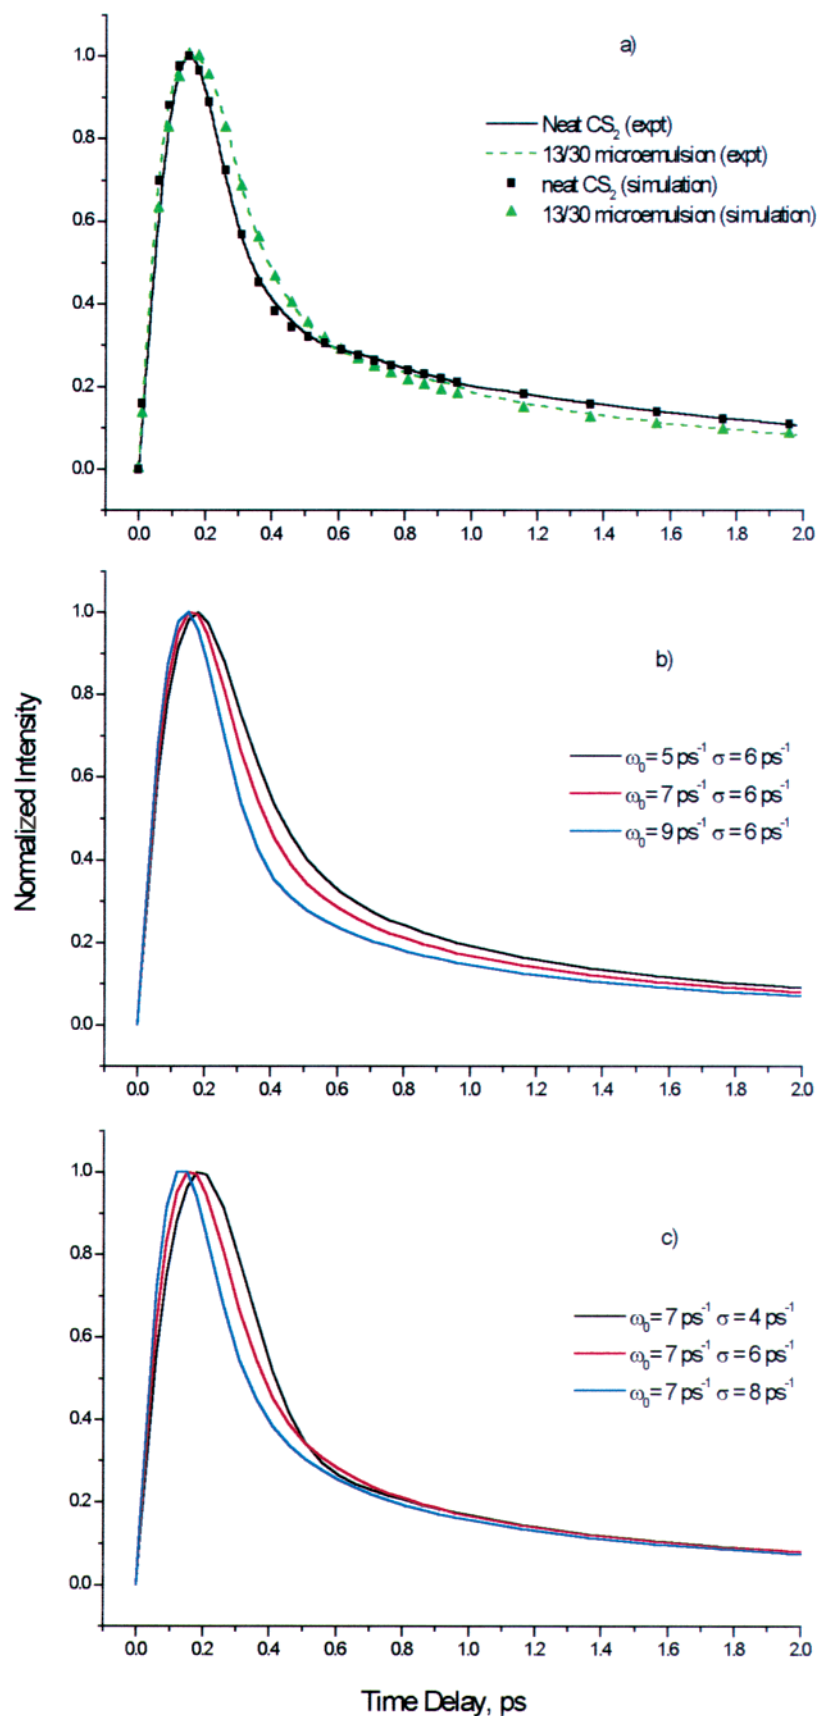 a)
Neat CS₂ (expt)
13/30 microemulsion (expt)
neat CS₂ (simulation)
13/30 microemulsion (simulation)
1.0
0.8
0.6
0.4
0.2
0.0
0.0 0.2 0.4 0.6 0.8 1.0 1.2 1.4 1.6 1.8 2.0
Normalized Intensity
b)
ω₀ = 5 ps⁻¹ σ = 6 ps⁻¹
ω₀ = 7 ps⁻¹ σ = 6 ps⁻¹
ω₀ = 9 ps⁻¹ σ = 6 ps⁻¹
1.0
0.8
0.6
0.4
0.2
0.0
0.0 0.2 0.4 0.6 0.8 1.0 1.2 1.4 1.6 1.8 2.0
c)
ω₀ = 7 ps⁻¹ σ = 4 ps⁻¹
ω₀ = 7 ps⁻¹ σ = 6 ps⁻¹
ω₀ = 7 ps⁻¹ σ = 8 ps⁻¹
1.0
0.8
0.6
0.4
0.2
0.0
0.0 0.2 0.4 0.6 0.8 1.0 1.2 1.4 1.6 1.8 2.0
Time Delay, ps